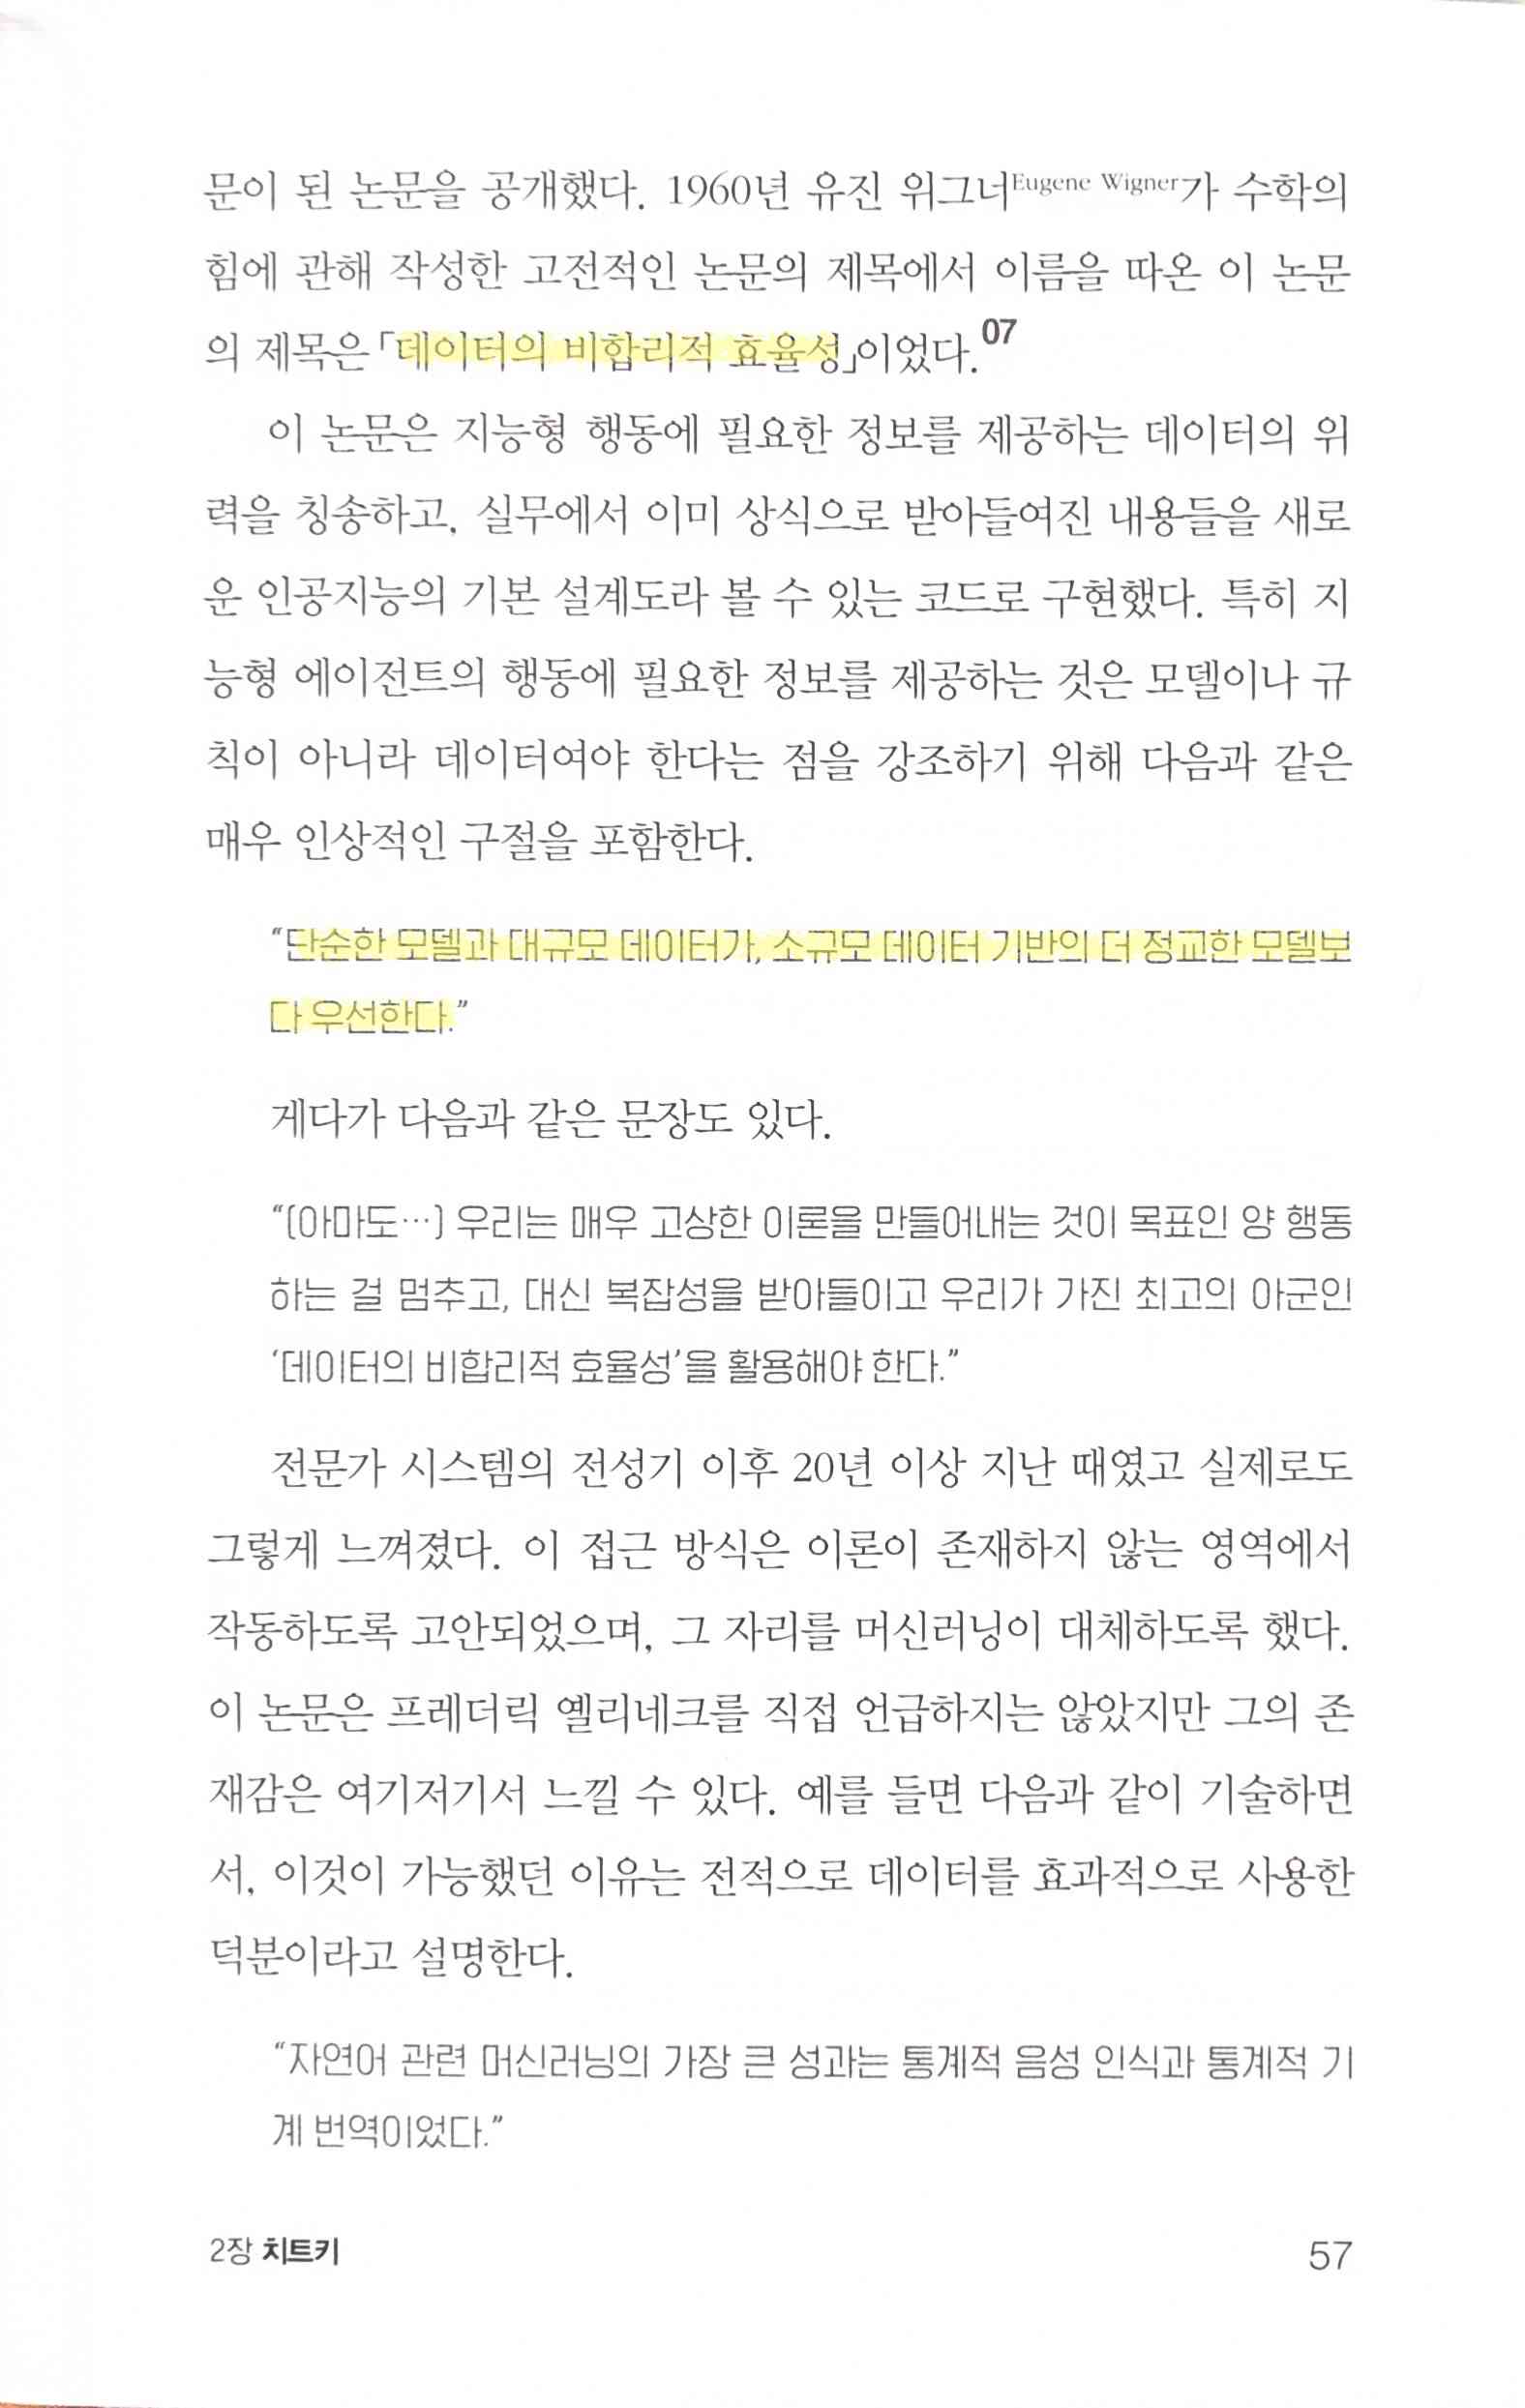 문이 된 논문을 공개했다. 1960년 유진 위그너Eugene Wigner가 수학의
힘에 관해 작성한 고전적인 논문의 제목에서 이름을 따온 이 논문
의 제목은 「데이터의 비합리적 효율성」이었다.07
이 논문은 지능형 행동에 필요한 정보를 제공하는 데이터의 위
력을 칭송하고, 실무에서 이미 상식으로 받아들여진 내용들을 새로
운 인공지능의 기본 설계도라 볼 수 있는 코드로 구현했다. 특히 지
능형 에이전트의 행동에 필요한 정보를 제공하는 것은 모델이나 규
칙이 아니라 데이터여야 한다는 점을 강조하기 위해 다음과 같은
매우 인상적인 구절을 포함한다.
“단순한 모델과 대규모 데이터가, 소규모 데이터 기반의 더 정교한 모델보
다 우선한다.”
게다가 다음과 같은 문장도 있다.
“(아마도…) 우리는 매우 고상한 이론을 만들어내는 것이 목표인 양 행동
하는 걸 멈추고, 대신 복잡성을 받아들이고 우리가 가진 최고의 아군인
‘데이터의 비합리적 효율성’을 활용해야 한다.”
전문가 시스템의 전성기 이후 20년 이상 지난 때였고 실제로도
그렇게 느껴졌다. 이 접근 방식은 이론이 존재하지 않는 영역에서
작동하도록 고안되었으며, 그 자리를 머신러닝이 대체하도록 했다.
이 논문은 프레더릭 옐리네크를 직접 언급하지는 않았지만 그의 존
재감은 여기저기서 느낄 수 있다. 예를 들면 다음과 같이 기술하면
서, 이것이 가능했던 이유는 전적으로 데이터를 효과적으로 사용한
덕분이라고 설명한다.
“자연어 관련 머신러닝의 가장 큰 성과는 통계적 음성 인식과 통계적 기
계 번역이었다.”
2장 치트키
57